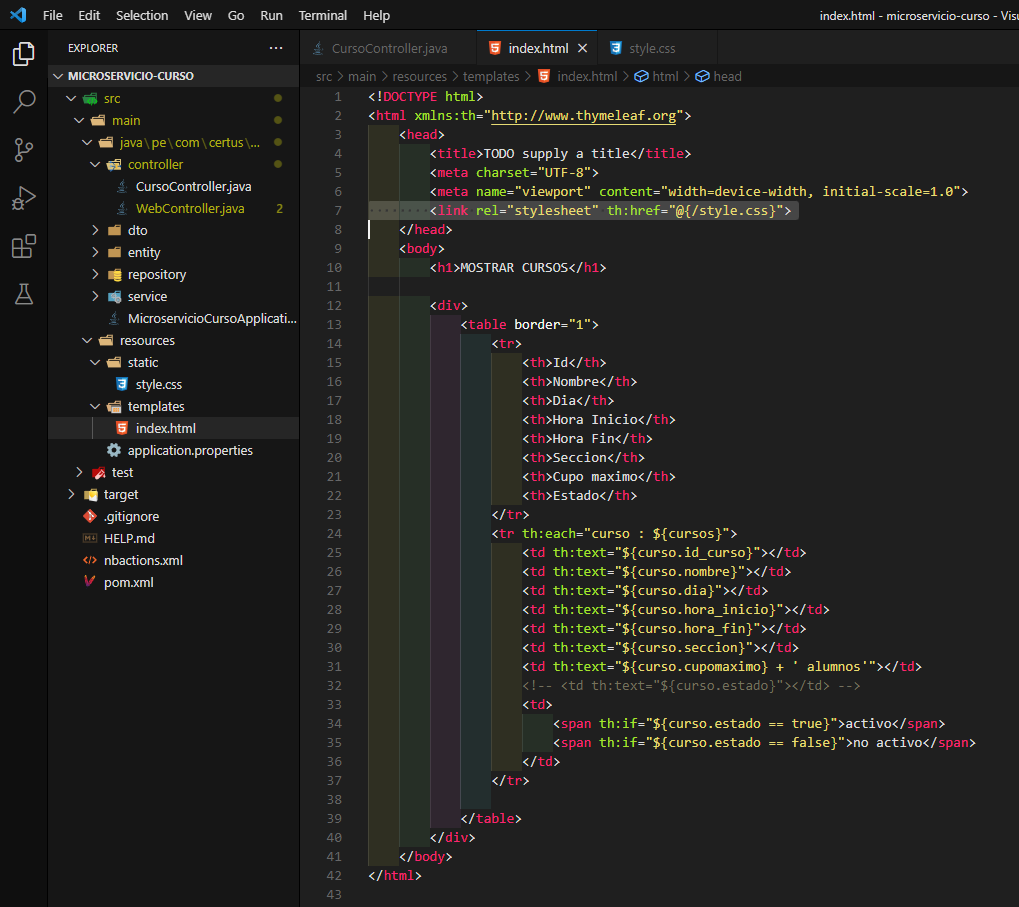 File Edit Selection View Go Run Terminal Help
index.html - microservicio-curso - Visu
EXPLORER
MICROSERVICIO-CURSO
src
main
java\pe\com\certus\...
controller
CursoController.java
WebController.java 2
dto
entity
repository
service
MicroservicioCursoApplicati...
resources
static
style.css
templates
index.html
application.properties
test
target
.gitignore
HELP.md
nbactions.xml
pom.xml
CursoController.java index.html style.css
src > main > resources > templates > index.html > html > head
1 <!DOCTYPE html>
2 <html xmlns:th="http://www.thymeleaf.org">
3 <head>
4 <title>TODO supply a title</title>
5 <meta charset="UTF-8">
6 <meta name="viewport" content="width=device-width, initial-scale=1.0">
7 <link rel="stylesheet" th:href="@{/style.css}">
8 </head>
9 <body>
10 <h1>MOSTRAR CURSOS</h1>
11
12 <div>
13 <table border="1">
14 <tr>
15 <th>Id</th>
16 <th>Nombre</th>
17 <th>Dia</th>
18 <th>Hora Inicio</th>
19 <th>Hora Fin</th>
20 <th>Seccion</th>
21 <th>Cupo maximo</th>
22 <th>Estado</th>
23 </tr>
24 <tr th:each="curso : ${cursos}">
25 <td th:text="${curso.id_curso}"></td>
26 <td th:text="${curso.nombre}"></td>
27 <td th:text="${curso.dia}"></td>
28 <td th:text="${curso.hora_inicio}"></td>
29 <td th:text="${curso.hora_fin}"></td>
30 <td th:text="${curso.seccion}"></td>
31 <td th:text="${curso.cupomaximo} + ' alumnos'"></td>
32 <!-- <td th:text="${curso.estado}"></td> -->
33 <td>
34 <span th:if="${curso.estado == true}">activo</span>
35 <span th:if="${curso.estado == false}">no activo</span>
36 </td>
37 </tr>
38
39 </table>
40 </div>
41 </body>
42 </html>
43